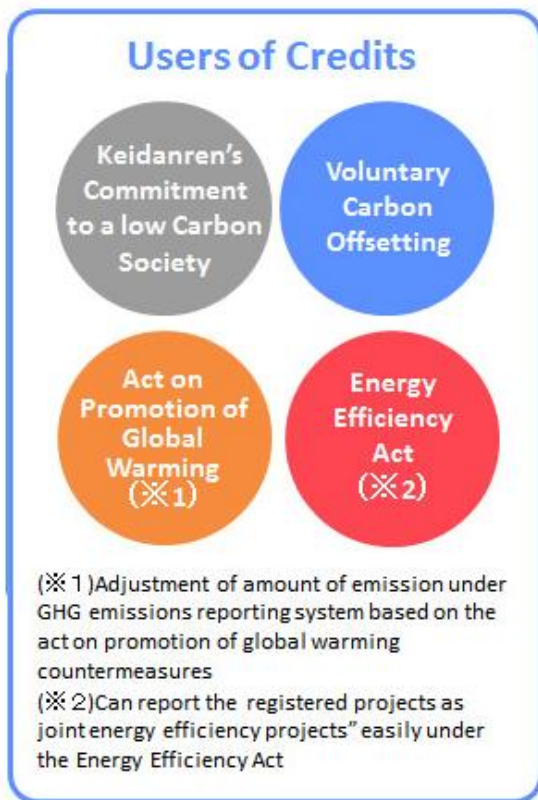 Users of Credits
Keidanren's
Commitment
to a low Carbon
Society
Voluntary
Carbon
Offsetting
Act on
Promotion of
Global
Warming
(※1)
Energy
Efficiency
Act
(※2)
(※１)Adjustment of amount of emission under
GHG emissions reporting system based on the
act on promotion of global warming
countermeasures
(※２)Can report the registered projects as
joint energy efficiency projects” easily under
the Energy Efficiency Act